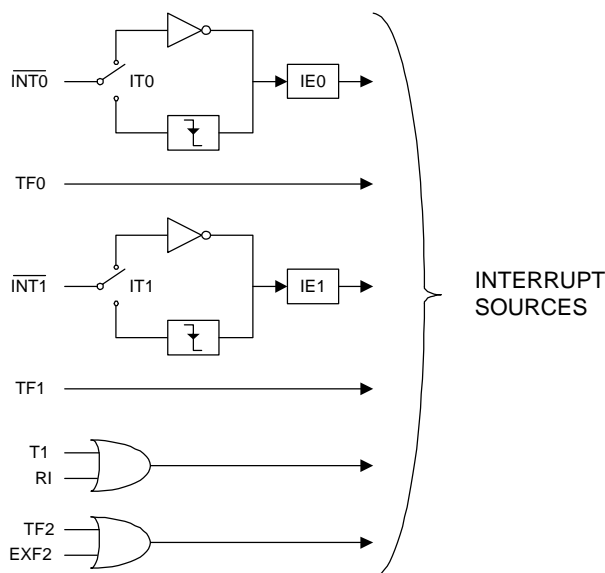 INT0
IT0
IE0
TF0
INT1
IT1
IE1
INTERRUPT
SOURCES
TF1
T1
RI
TF2
EXF2